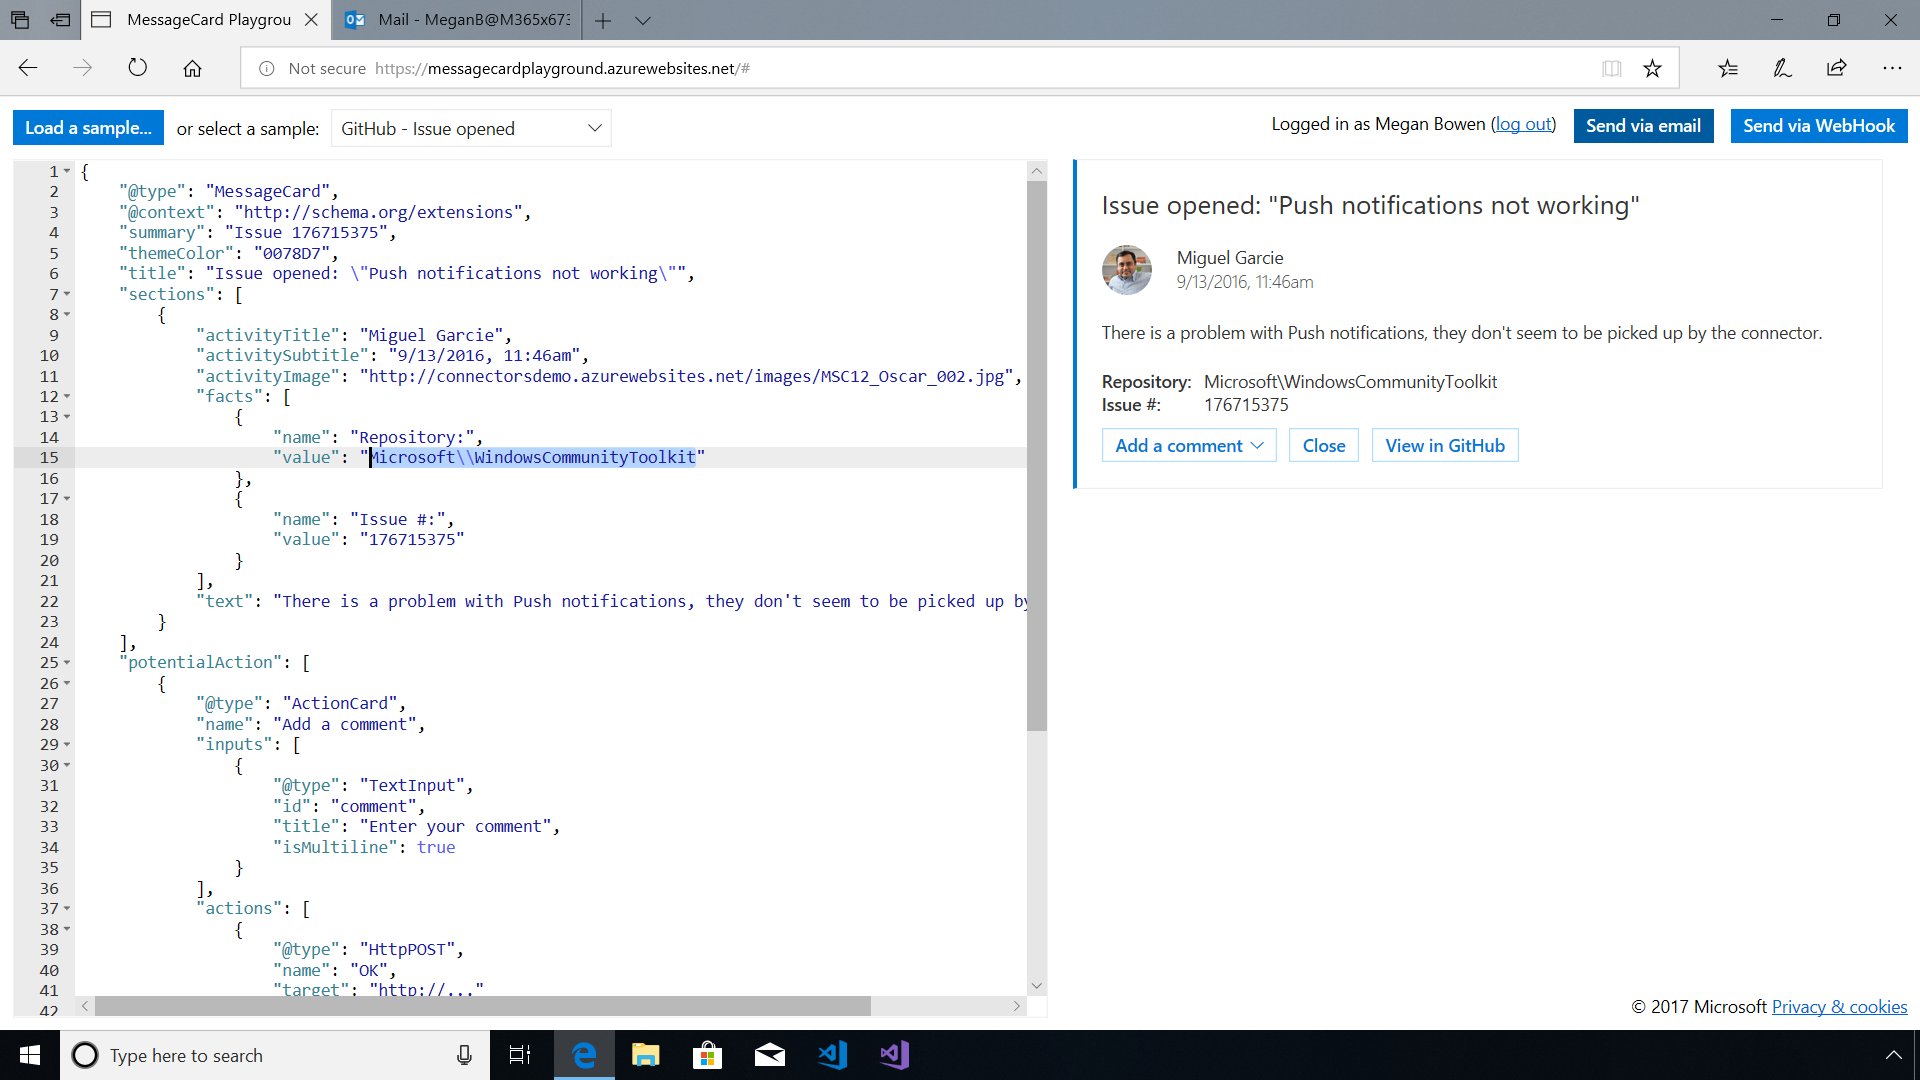 MessageCard Playgrou
Mail - MeganB@M365x673
Not secure https://messagecardplayground.azurewebsites.net/#
Load a sample...
or select a sample:
GitHub - Issue opened
Logged in as Megan Bowen (log out)
Send via email
Send via WebHook
1 {
2 "@type": "MessageCard",
3 "@context": "http://schema.org/extensions",
4 "summary": "Issue 176715375",
5 "themeColor": "0078D7",
6 "title": "Issue opened: \"Push notifications not working\"",
7 "sections": [
8 {
9 "activityTitle": "Miguel Garcie",
10 "activitySubtitle": "9/13/2016, 11:46am",
11 "activityImage": "http://connectorsdemo.azurewebsites.net/images/MSC12_Oscar_002.jpg",
12 "facts": [
13 {
14 "name": "Repository:",
15 "value": "Microsoft\\WindowsCommunityToolkit"
16 },
17 {
18 "name": "Issue #:",
19 "value": "176715375"
20 }
21 ],
22 "text": "There is a problem with Push notifications, they don't seem to be picked up by
23 }
24 ],
25 "potentialAction": [
26 {
27 "@type": "ActionCard",
28 "name": "Add a comment",
29 "inputs": [
30 {
31 "@type": "TextInput",
32 "id": "comment",
33 "title": "Enter your comment",
34 "isMultiline": true
35 }
36 ],
37 "actions": [
38 {
39 "@type": "HttpPOST",
40 "name": "OK",
41 "target": "http://..."
42
Issue opened: "Push notifications not working"
Miguel Garcie
9/13/2016, 11:46am
There is a problem with Push notifications, they don't seem to be picked up by the connector.
Repository: Microsoft\WindowsCommunityToolkit
Issue #: 176715375
Add a comment
Close
View in GitHub
© 2017 Microsoft Privacy & cookies
Type here to search